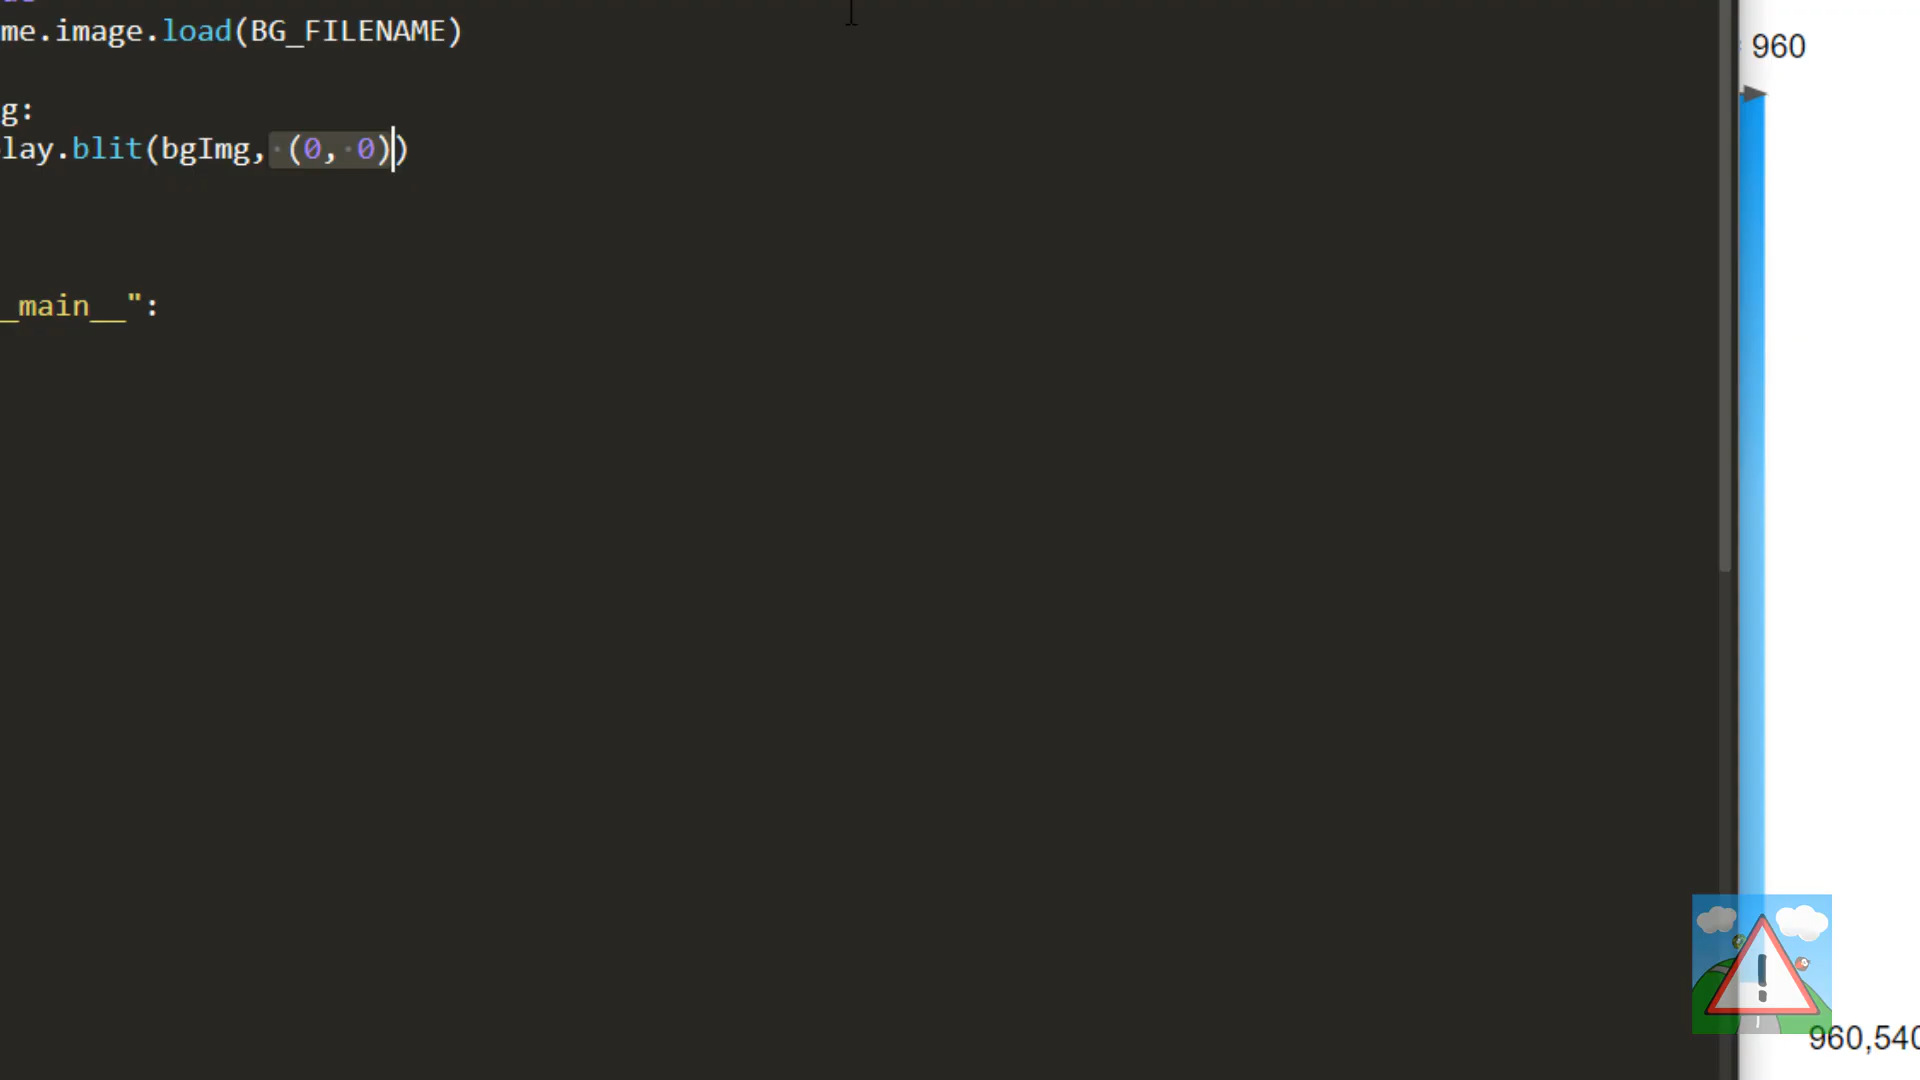 me.image.load(BG_FILENAME)
960
g:
lay.blit(bgImg, (0, 0))
_main__":
960,540